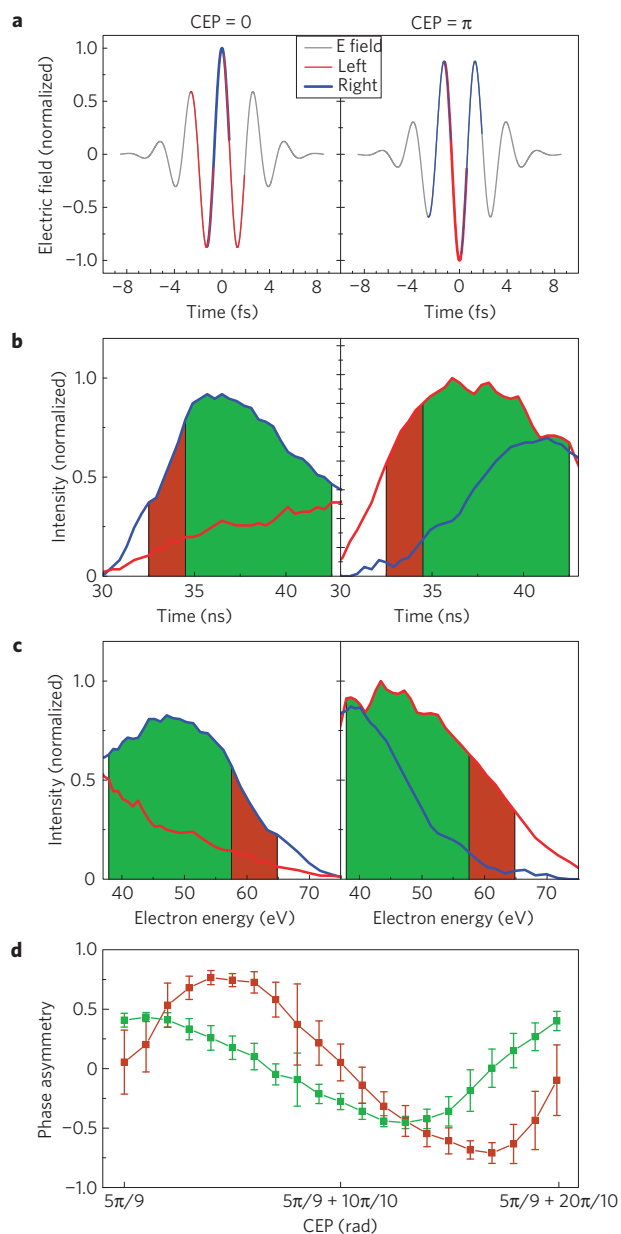 a
CEP = 0
CEP = π
E field
Left
Right
Electric field (normalized)
1.0
0.5
0
−0.5
−1.0
−8 −4 0 4 8
−8 −4 0 4 8
Time (fs)
Time (fs)
b
Intensity (normalized)
1.0
0.5
0
30 35 40
30 35 40
Time (ns)
Time (ns)
c
Intensity (normalized)
1.0
0.5
0
40 50 60 70
40 50 60 70
Electron energy (eV)
Electron energy (eV)
d
Phase asymmetry
1.0
0.5
0
−0.5
−1.0
5π/9
5π/9 + 10π/10
5π/9 + 20π/10
CEP (rad)